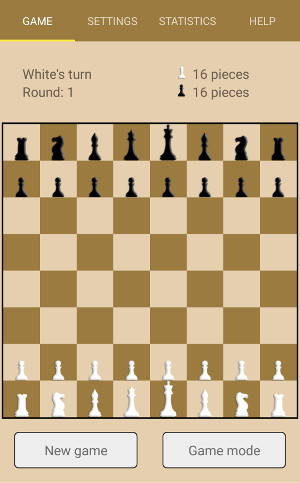 GAME SETTINGS STATISTICS HELP
White's turn 16 pieces
Round: 1 16 pieces
New game Game mode